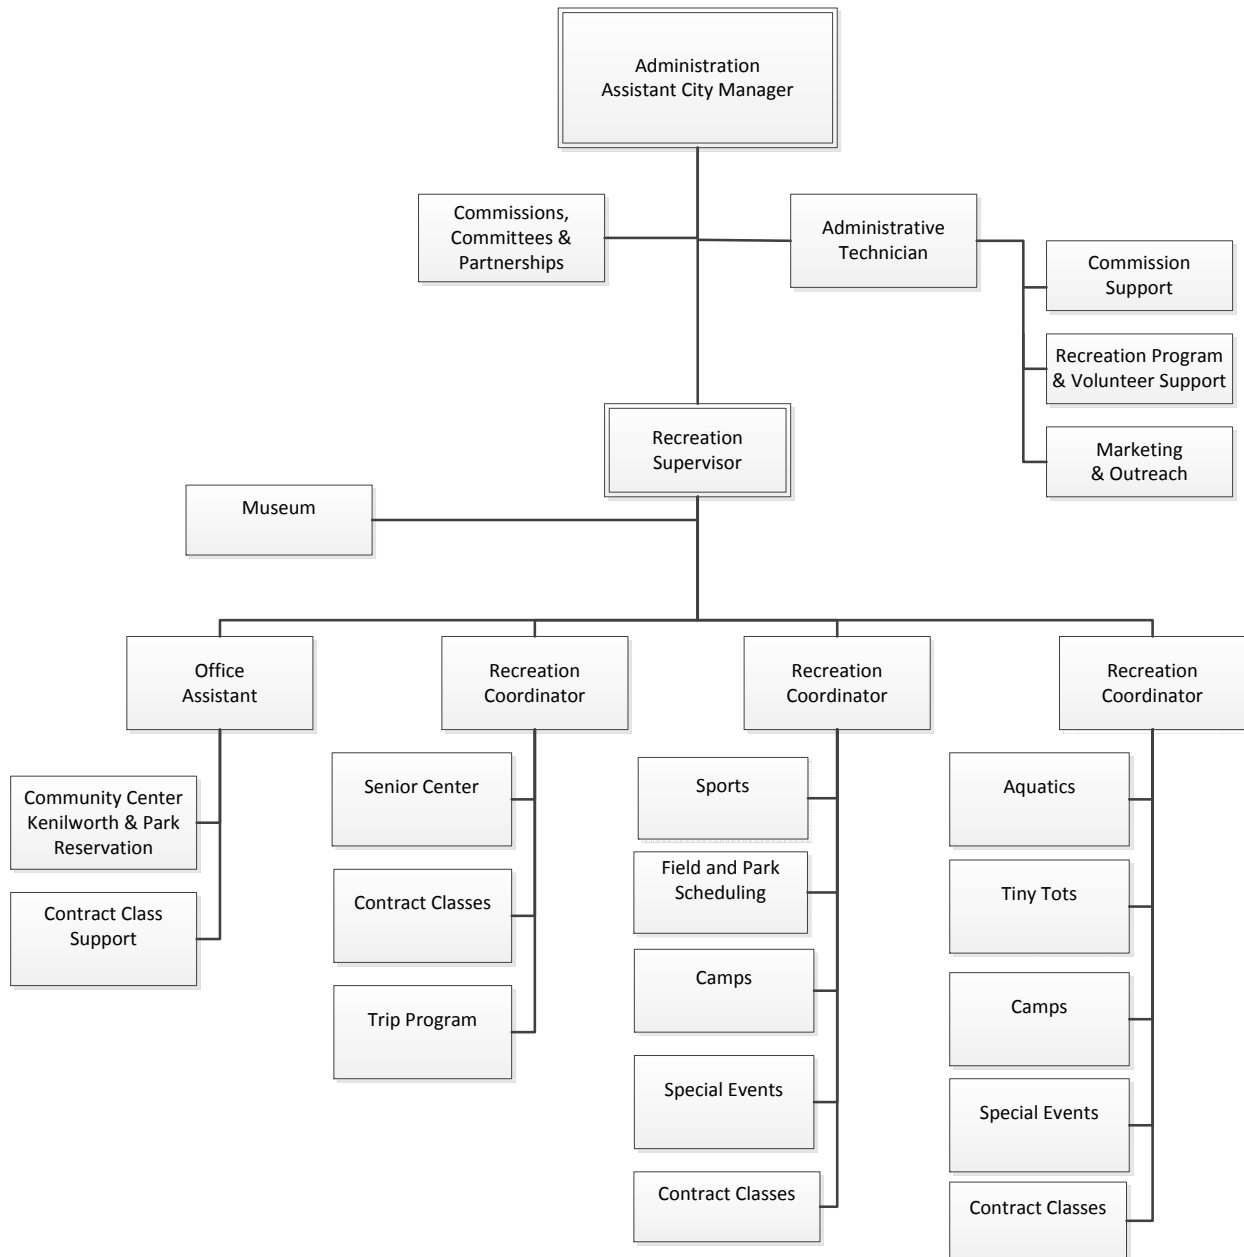 Administration
Assistant City Manager
Commissions,
Committees &
Partnerships
Administrative
Technician
Commission
Support
Recreation Program
& Volunteer Support
Marketing
& Outreach
Recreation
Supervisor
Museum
Office
Assistant
Recreation
Coordinator
Recreation
Coordinator
Recreation
Coordinator
Community Center
Kenilworth & Park
Reservation
Contract Class
Support
Senior Center
Contract Classes
Trip Program
Sports
Field and Park
Scheduling
Camps
Special Events
Contract Classes
Aquatics
Tiny Tots
Camps
Special Events
Contract Classes